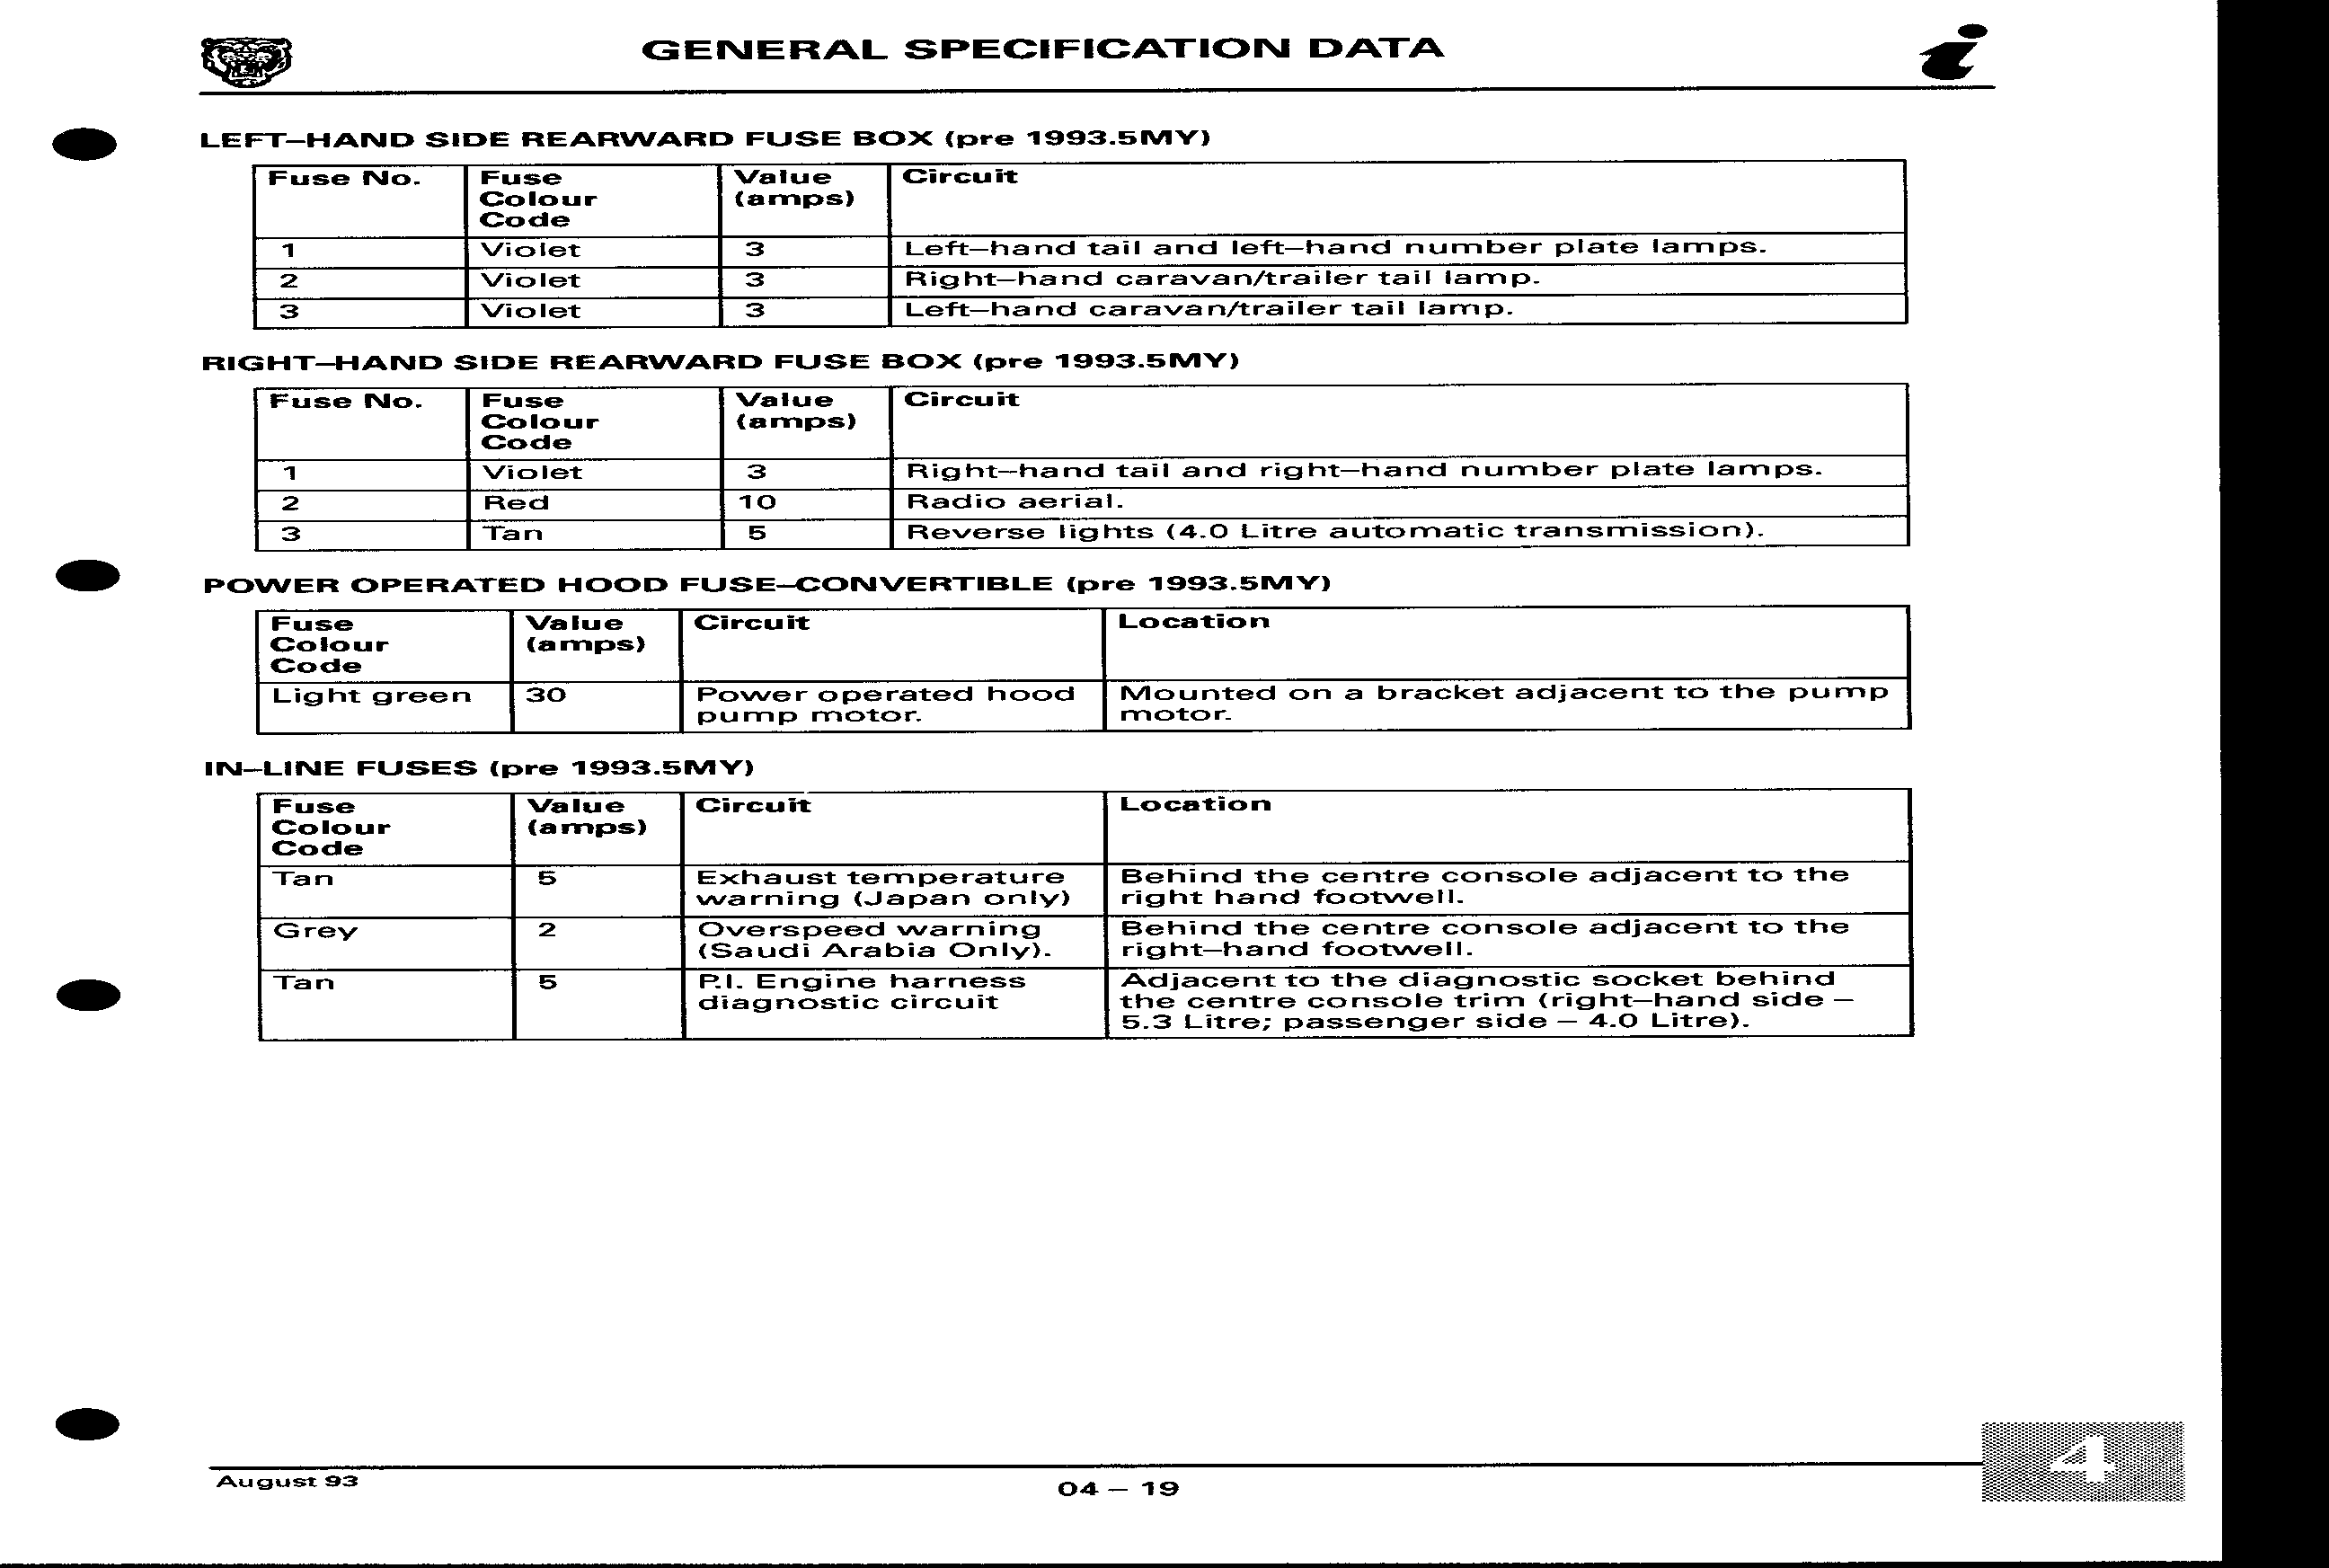 GENERAL SPECIFICATION DATA
i
LEFT–HAND SIDE REARWARD FUSE BOX (pre 1993.5MY)
Fuse No. Fuse Colour Code Value (amps) Circuit
1 Violet 3 Left–hand tail and left–hand number plate lamps.
2 Violet 3 Right–hand caravan/trailer tail lamp.
3 Violet 3 Left–hand caravan/trailer tail lamp.
RIGHT–HAND SIDE REARWARD FUSE BOX (pre 1993.5MY)
Fuse No. Fuse Colour Code Value (amps) Circuit
1 Violet 3 Right–hand tail and right–hand number plate lamps.
2 Red 10 Radio aerial.
3 Tan 5 Reverse lights (4.0 Litre automatic transmission).
POWER OPERATED HOOD FUSE–CONVERTIBLE (pre 1993.5MY)
Fuse Colour Code Value (amps) Circuit Location
Light green 30 Power operated hood pump motor. Mounted on a bracket adjacent to the pump motor.
IN–LINE FUSES (pre 1993.5MY)
Fuse Colour Code Value (amps) Circuit Location
Tan 5 Exhaust temperature warning (Japan only) Behind the centre console adjacent to the right hand footwell.
Grey 2 Overspeed warning (Saudi Arabia Only). Behind the centre console adjacent to the right–hand footwell.
Tan 5 P.I. Engine harness diagnostic circuit Adjacent to the diagnostic socket behind the centre console trim (right–hand side – 5.3 Litre; passenger side – 4.0 Litre).
August 93
04 – 19
4